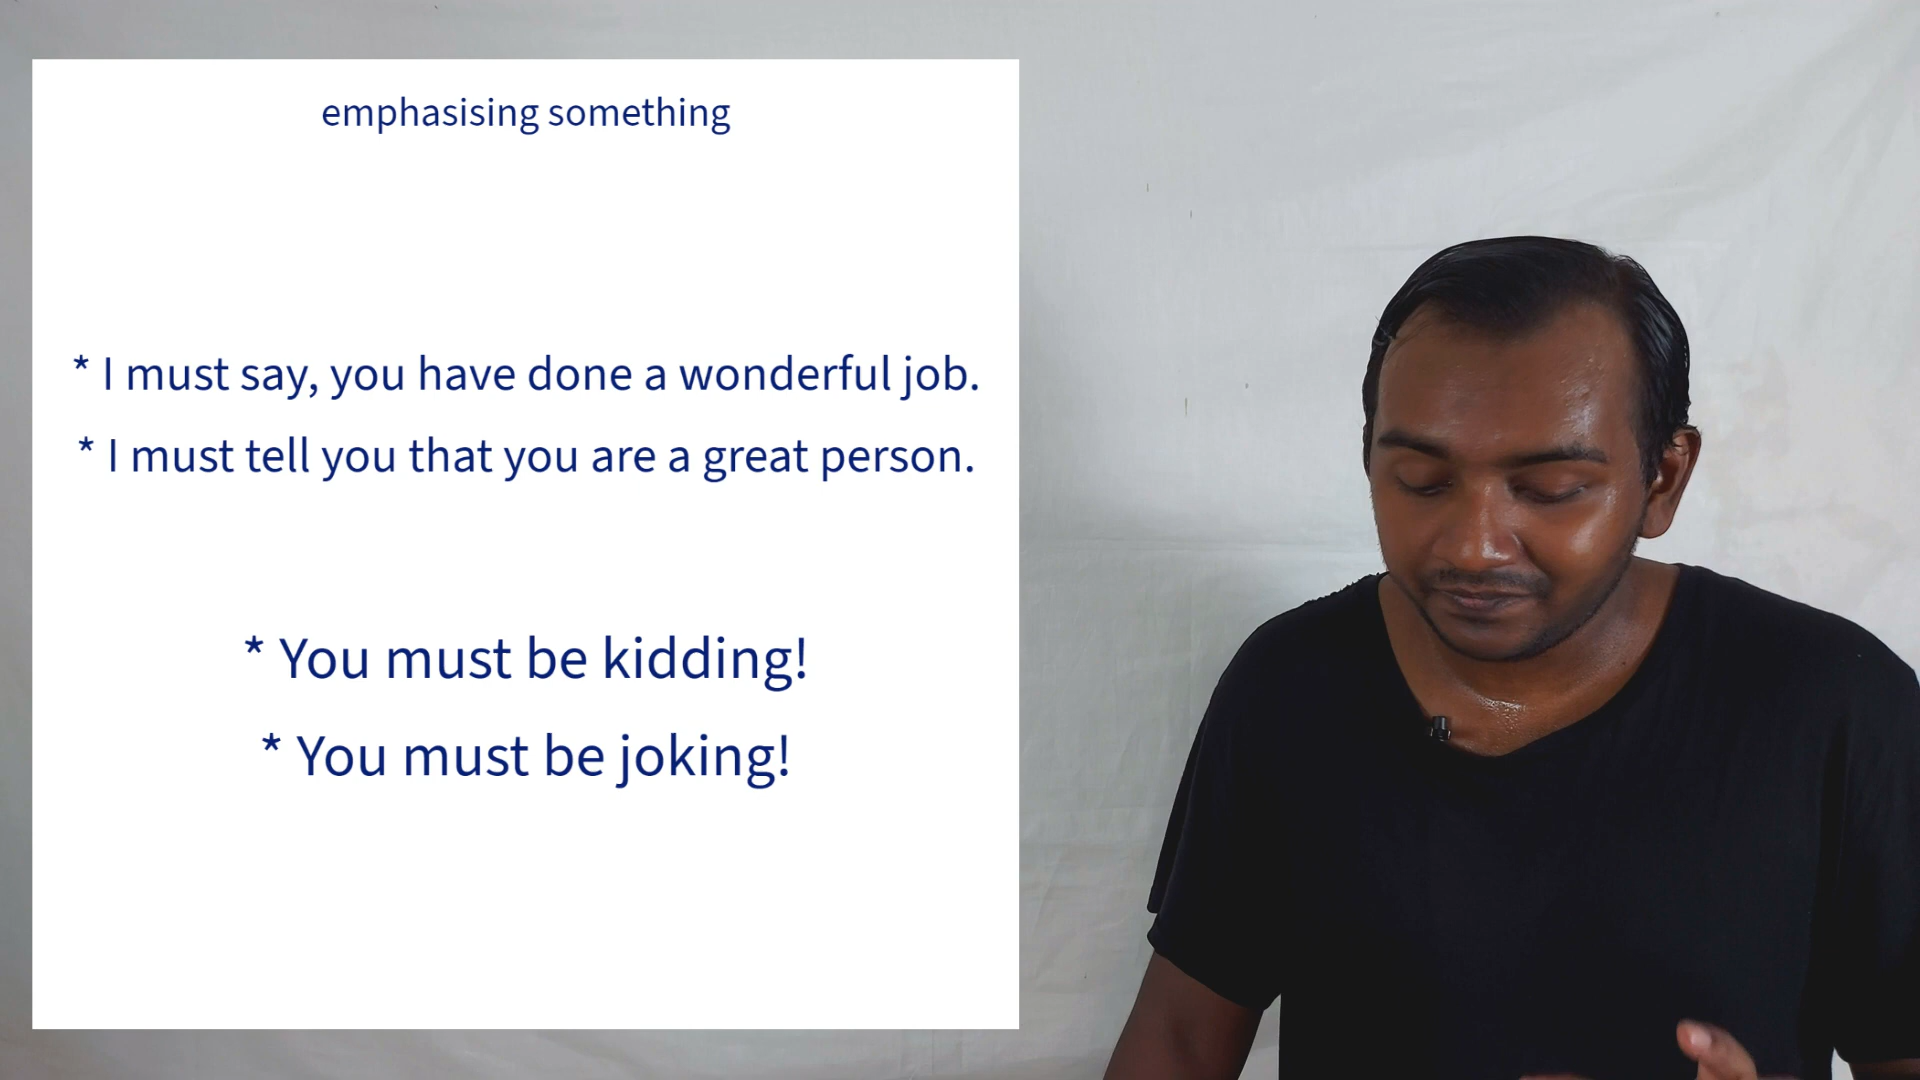 emphasising something
* I must say, you have done a wonderful job.
* I must tell you that you are a great person.
* You must be kidding!
* You must be joking!